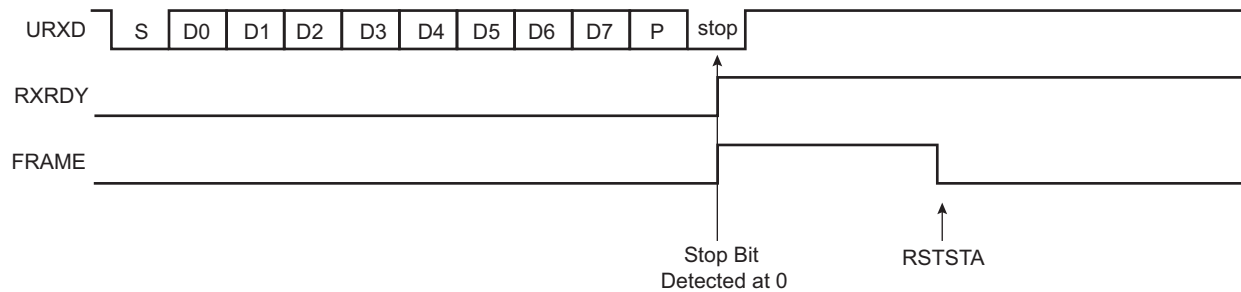 URXD S D0 D1 D2 D3 D4 D5 D6 D7 P stop
RXRDY
FRAME
Stop Bit
Detected at 0
RSTSTA